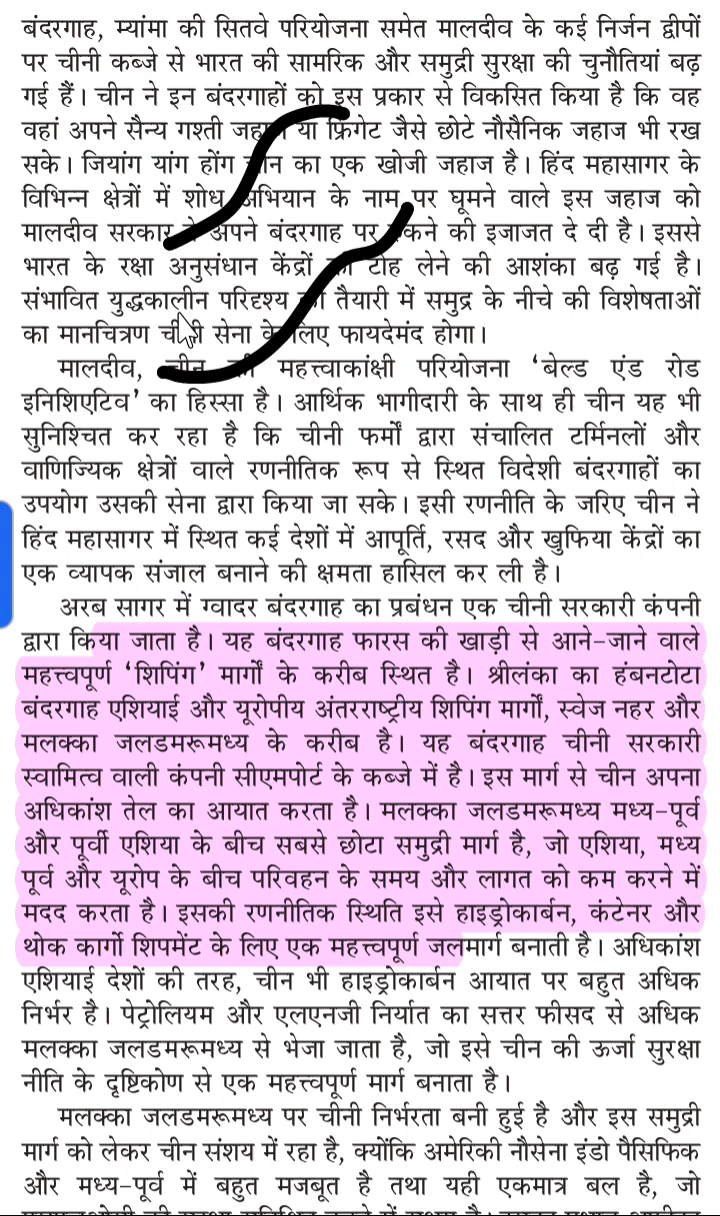 बंदरगाह, म्यांमा की सितवे परियोजना समेत मालदीव के कई निर्जन द्वीपों
पर चीनी कब्जे से भारत की सामरिक और समुद्री सुरक्षा की चुनौतियां बढ़
गई हैं। चीन ने इन बंदरगाहों को इस प्रकार से विकसित किया है कि वह
वहां अपने सैन्य गश्ती या फ्रिगेट जैसे छोटे नौसैनिक जहाज भी रख
सके। जियांग यांग होंग का एक खोजी जहाज है। हिंद महासागर के
विभिन्न क्षेत्रों में शोध अभियान के नाम पर घूमने वाले इस जहाज को
मालदीव सरकार अपने बंदरगाह पर की इजाजत दे दी है। इससे
भारत के रक्षा अनुसंधान केंद्रों टोह लेने की आशंका बढ़ गई है।
संभावित युद्धकालीन परिदृश्य तैयारी में समुद्र के नीचे की विशेषताओं
का मानचित्रण चीनी सेना के लिए फायदेमंद होगा।
मालदीव, चीन की महत्त्वाकांक्षी परियोजना ‘बेल्ड एंड रोड
इनिशिएटिव’ का हिस्सा है। आर्थिक भागीदारी के साथ ही चीन यह भी
सुनिश्चित कर रहा है कि चीनी फर्मों द्वारा संचालित टर्मिनलों और
वाणिज्यिक क्षेत्रों वाले रणनीतिक रूप से स्थित विदेशी बंदरगाहों का
उपयोग उसकी सेना द्वारा किया जा सके। इसी रणनीति के जरिए चीन ने
हिंद महासागर में स्थित कई देशों में आपूर्ति, रसद और खुफिया केंद्रों का
एक व्यापक संजाल बनाने की क्षमता हासिल कर ली है।
अरब सागर में ग्वादर बंदरगाह का प्रबंधन एक चीनी सरकारी कंपनी
द्वारा किया जाता है। यह बंदरगाह फारस की खाड़ी से आने-जाने वाले
महत्त्वपूर्ण ‘शिपिंग’ मार्गों के करीब स्थित है। श्रीलंका का हंबनटोटा
बंदरगाह एशियाई और यूरोपीय अंतरराष्ट्रीय शिपिंग मार्गों, स्वेज नहर और
मलक्का जलडमरूमध्य के करीब है। यह बंदरगाह चीनी सरकारी
स्वामित्व वाली कंपनी सीएमपोर्ट के कब्जे में है। इस मार्ग से चीन अपना
अधिकांश तेल का आयात करता है। मलक्का जलडमरूमध्य मध्य-पूर्व
और पूर्वी एशिया के बीच सबसे छोटा समुद्री मार्ग है, जो एशिया, मध्य
पूर्व और यूरोप के बीच परिवहन के समय और लागत को कम करने में
मदद करता है। इसकी रणनीतिक स्थिति इसे हाइड्रोकार्बन, कंटेनर और
थोक कार्गो शिपमेंट के लिए एक महत्त्वपूर्ण जलमार्ग बनाती है। अधिकांश
एशियाई देशों की तरह, चीन भी हाइड्रोकार्बन आयात पर बहुत अधिक
निर्भर है। पेट्रोलियम और एलएनजी निर्यात का सत्तर फीसद से अधिक
मलक्का जलडमरूमध्य से भेजा जाता है, जो इसे चीन की ऊर्जा सुरक्षा
नीति के दृष्टिकोण से एक महत्त्वपूर्ण मार्ग बनाता है।
मलक्का जलडमरूमध्य पर चीनी निर्भरता बनी हुई है और इस समुद्री
मार्ग को लेकर चीन संशय में रहा है, क्योंकि अमेरिकी नौसेना इंडो पैसिफिक
और मध्य-पूर्व में बहुत मजबूत है तथा यही एकमात्र बल है, जो